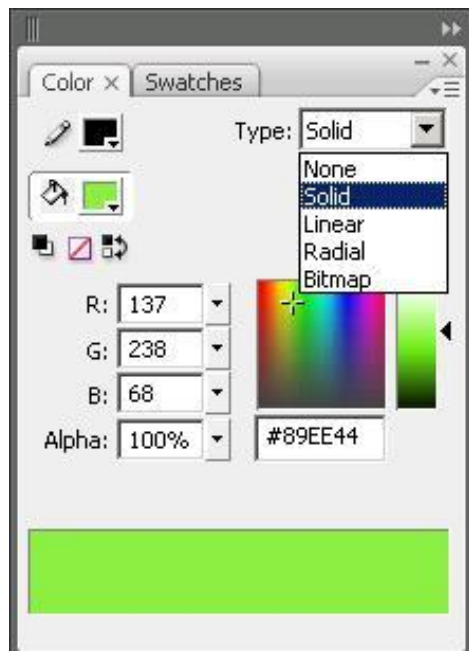 Color × Swatches
Type: Solid
None
Solid
Linear
Radial
Bitmap
R: 137
G: 238
B: 68
Alpha: 100% #89EE44